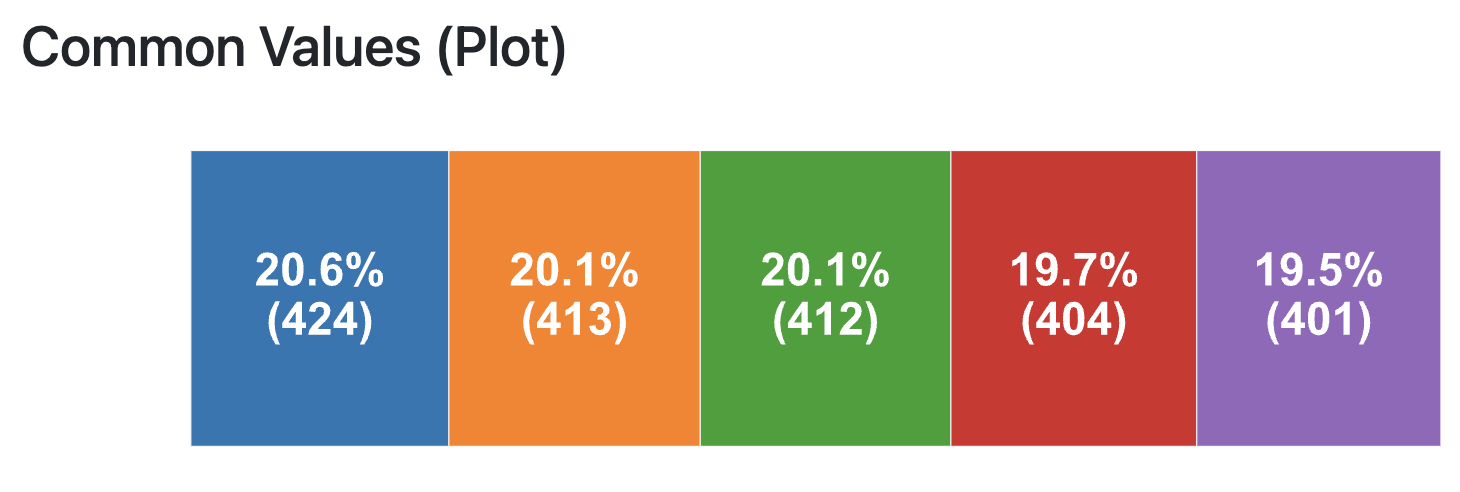 Common Values (Plot)
20.6% 20.1% 20.1% 19.7% 19.5%
(424) (413) (412) (404) (401)